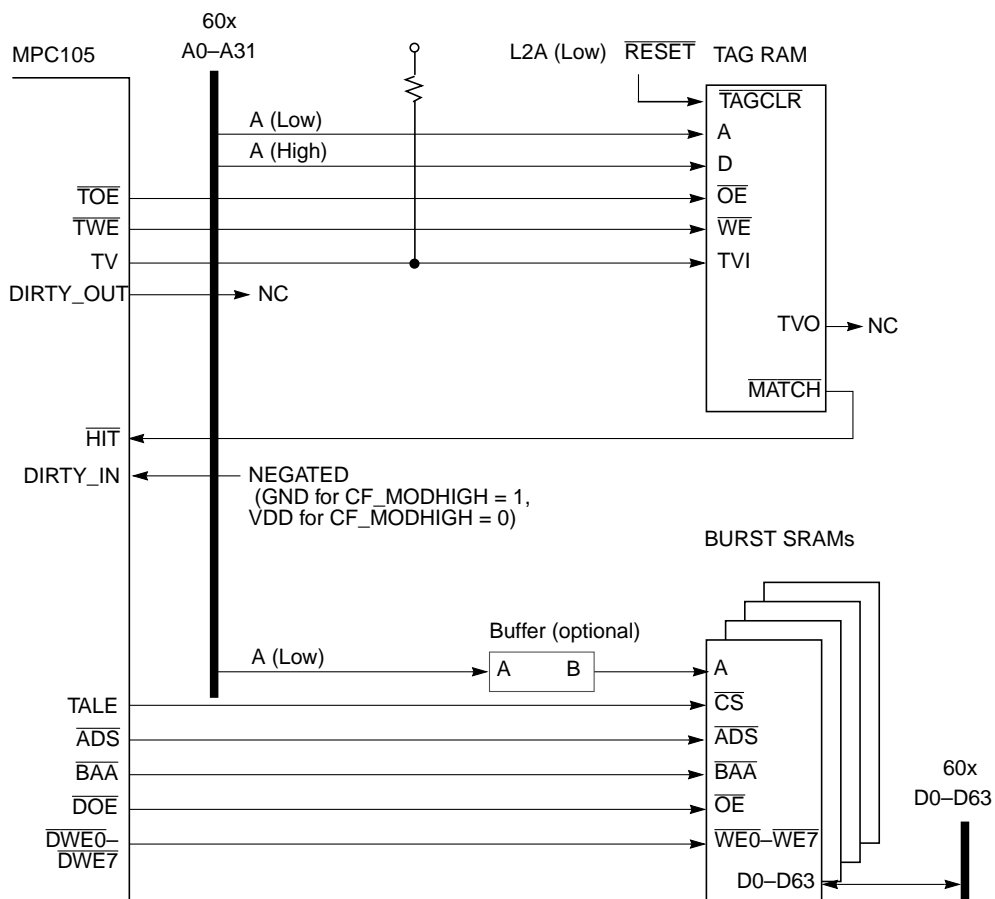 60x
MPC105
A0–A31
L2A (Low)
RESET
TAG RAM
TAGCLR
A (Low)
A
A (High)
D
TOE
OE
TWE
WE
TV
TVI
DIRTY_OUT
NC
TVO
NC
MATCH
HIT
DIRTY_IN
NEGATED
(GND for CF_MODHIGH = 1,
VDD for CF_MODHIGH = 0)
BURST SRAMs
Buffer (optional)
A (Low)
A
B
A
TALE
CS
ADS
ADS
BAA
BAA
60x
DOE
OE
D0–D63
DWE0–
DWE7
WE0–WE7
D0–D63